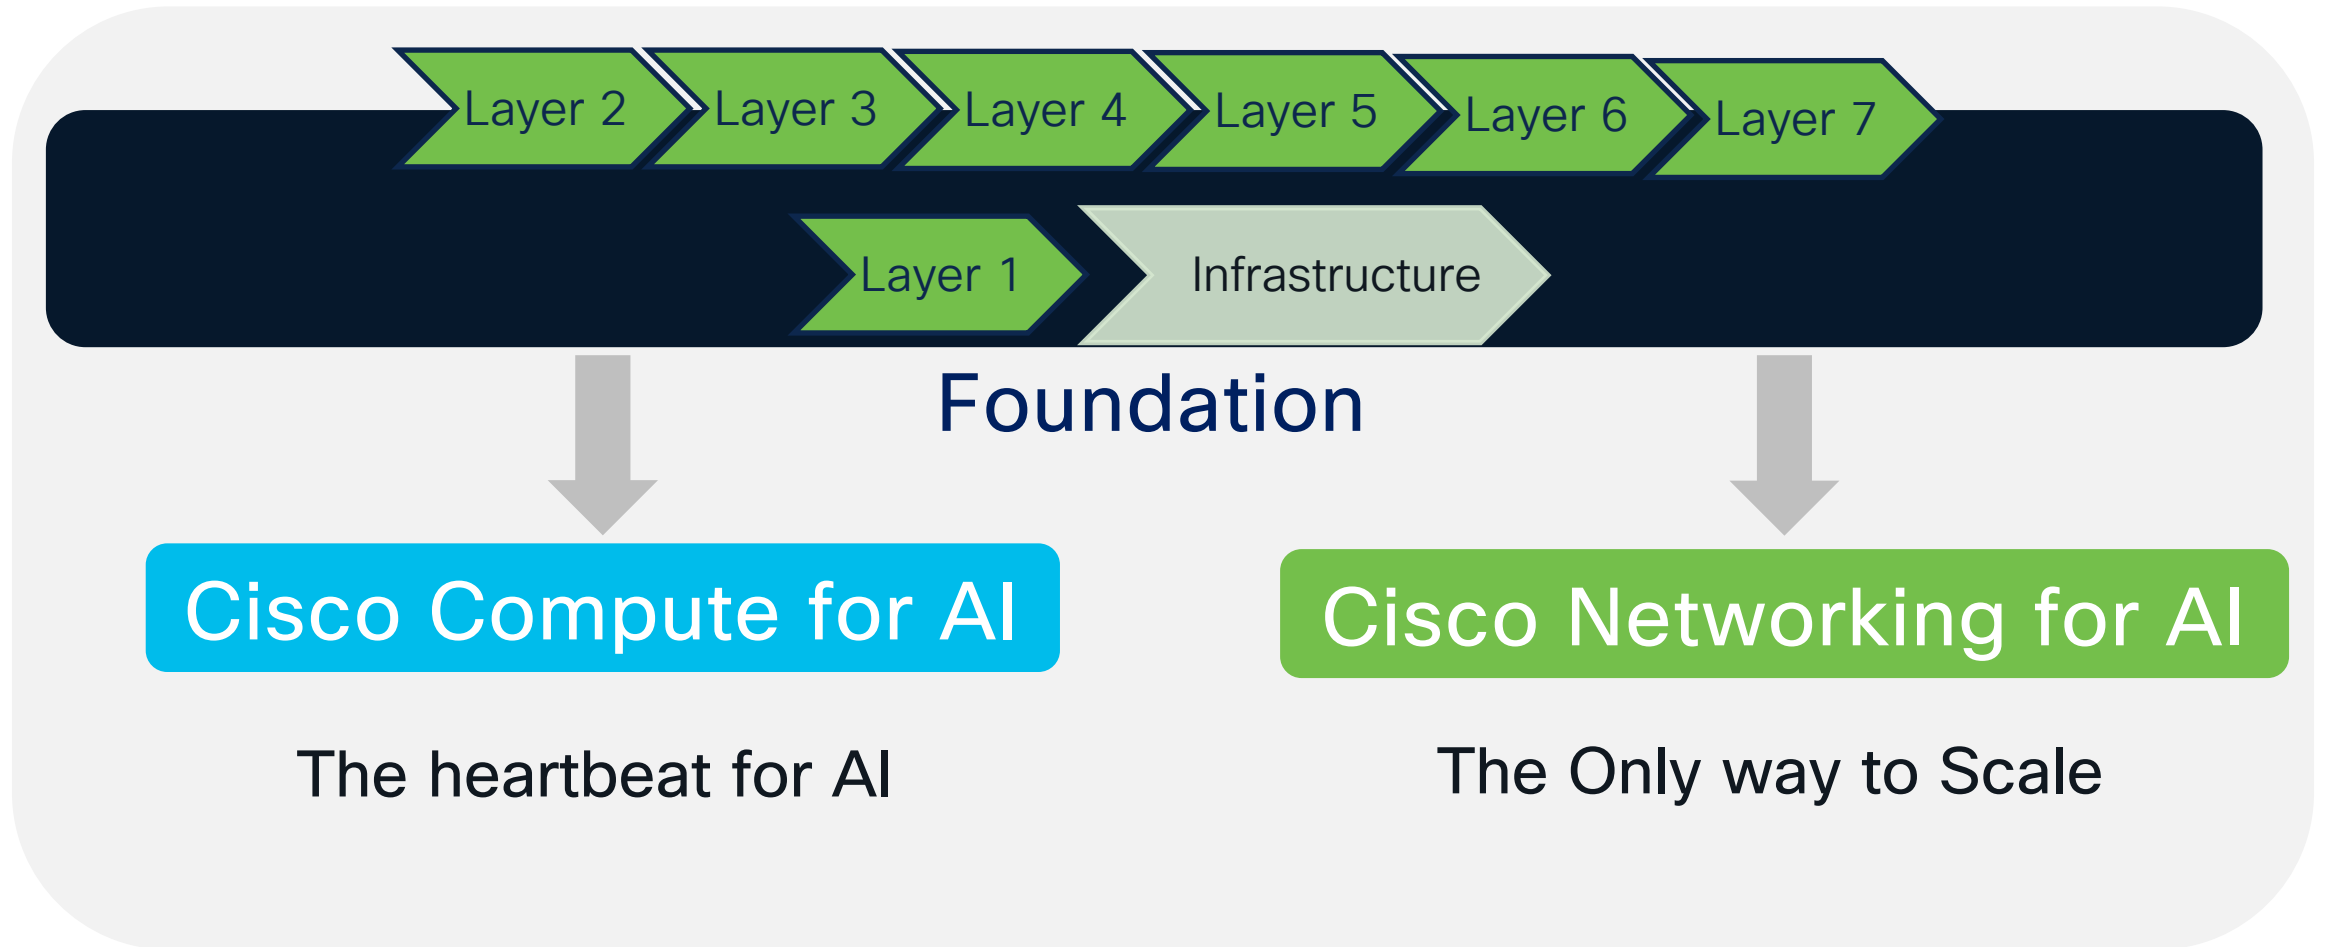 Layer 2 Layer 3 Layer 4 Layer 5 Layer 6 Layer 7
Layer 1 Infrastructure
Foundation
Cisco Compute for AI
Cisco Networking for AI
The heartbeat for AI
The Only way to Scale